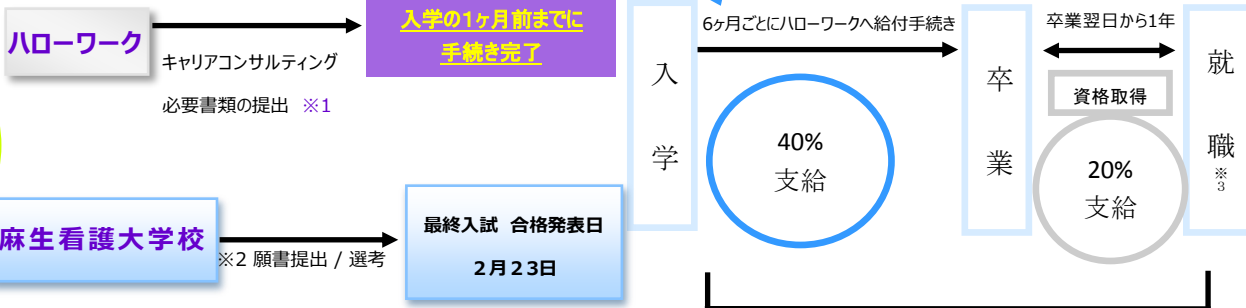 ハローワーク
キャリアコンサルティング
必要書類の提出 ※1
入学の1ヶ月前までに
手続き完了
麻生看護大学校
※2 願書提出 / 選考
最終入試 合格発表日
2月23日
入学
6ヶ月ごとにハローワークへ給付手続き
40%
支給
卒業
卒業翌日から1年
資格取得
20%
支給
就職※3